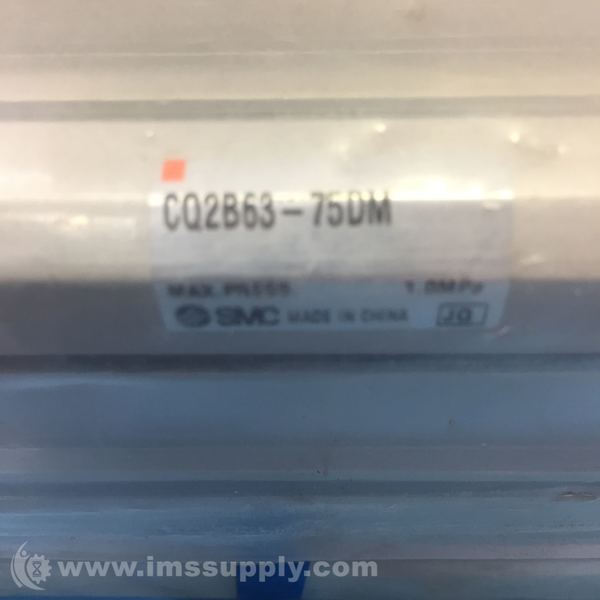 CQ2B63-75DM
MAX.PRESS. 1.0MPa
SMC MADE IN CHINA JQ
www.imssupply.com